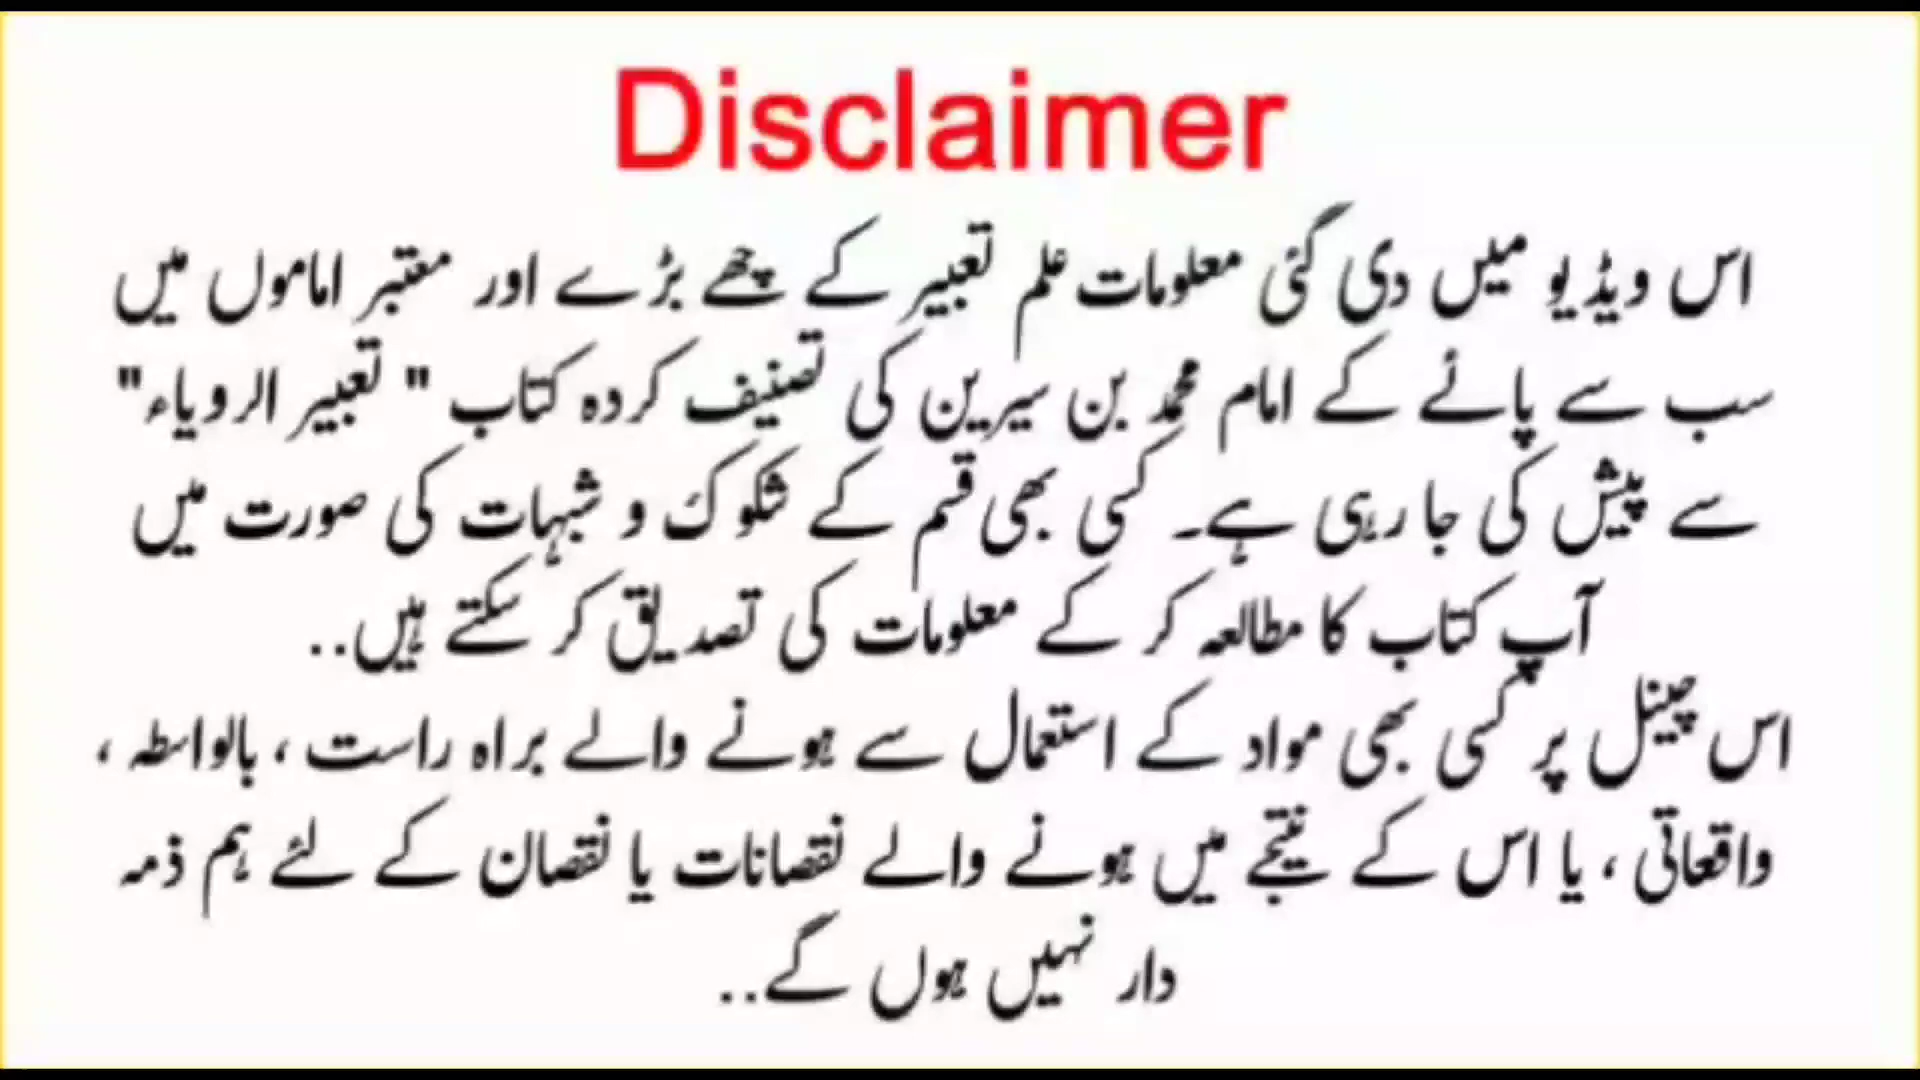 Disclaimer
اس ویڈیو میں دی گئی معلومات علم تعبیر کے چھے بڑے اور معتبر اماموں میں
سب سے پائے کے امام محمد بن سیرین کی تصنیف کردہ کتاب " تعبیر الرویاء"
سے پیش کی جا رہی ہے۔ کسی بھی قسم کے شکوک و شبہات کی صورت میں
آپ کتاب کا مطالعہ کر کے معلومات کی تصدیق کر سکتے ہیں..
اس چینل پر کسی بھی مواد کے استعمال سے ہونے والے براہ راست ، بالواسطہ ،
واقعاتی ، یا اس کے نتیجے میں ہونے والے نقصانات یا نقصان کے لئے ہم ذمہ
دار نہیں ہوں گے..